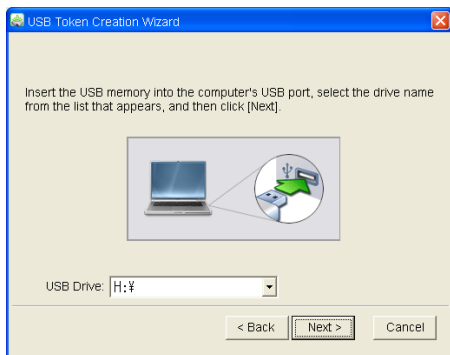 USB Token Creation Wizard
Insert the USB memory into the computer's USB port, select the drive name
from the list that appears, and then click [Next].
USB Drive: H:¥
< Back Next > Cancel